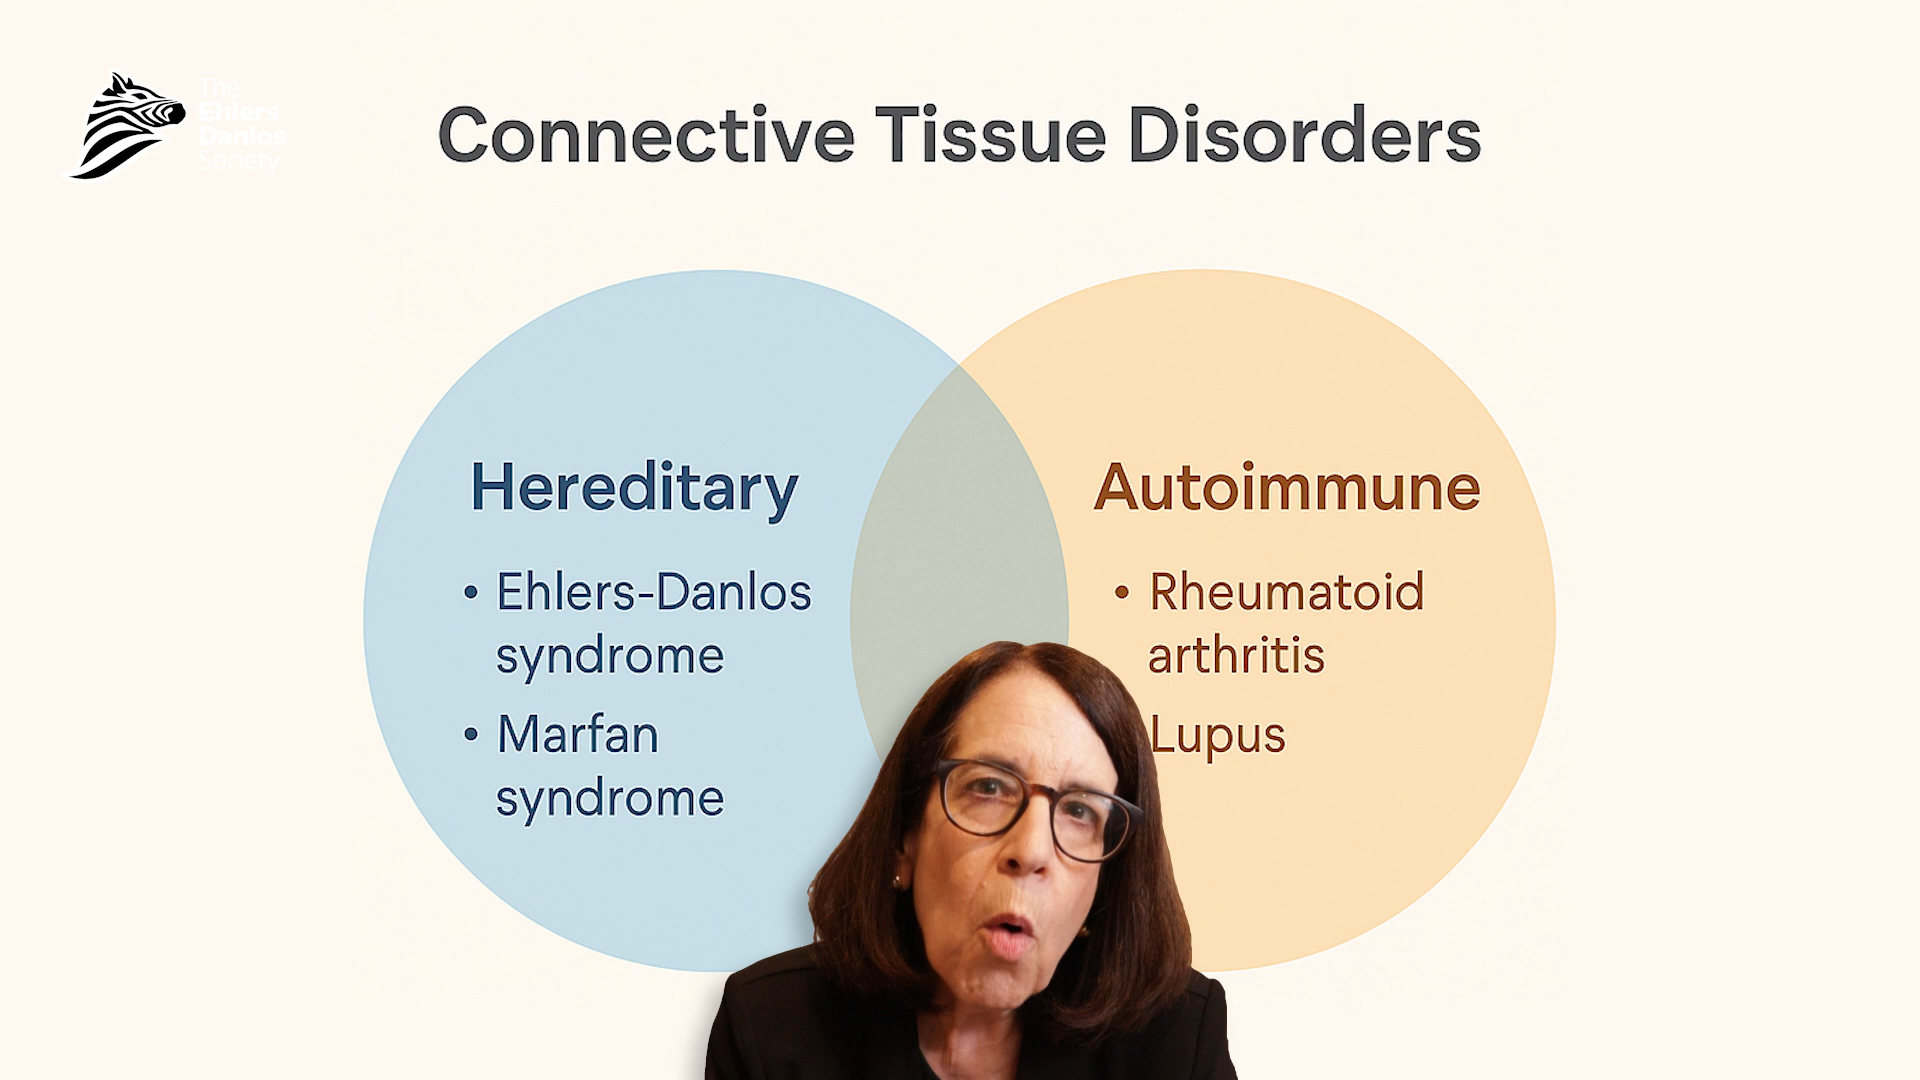 The
Ehlers
Danlos
Society
Connective Tissue Disorders
Hereditary
• Ehlers-Danlos
syndrome
• Marfan
syndrome
Autoimmune
• Rheumatoid
arthritis
Lupus